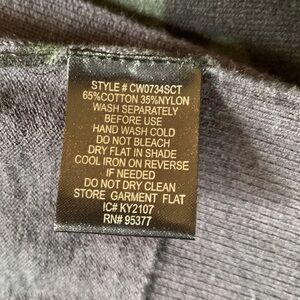 STYLE # CW0734SCT
65%COTTON 35%NYLON
WASH SEPARATELY
BEFORE USE
HAND WASH COLD
DO NOT BLEACH
DRY FLAT IN SHADE
COOL IRON ON REVERSE
IF NEEDED
DO NOT DRY CLEAN
STORE GARMENT FLAT
IC# KY2107
RN# 95377